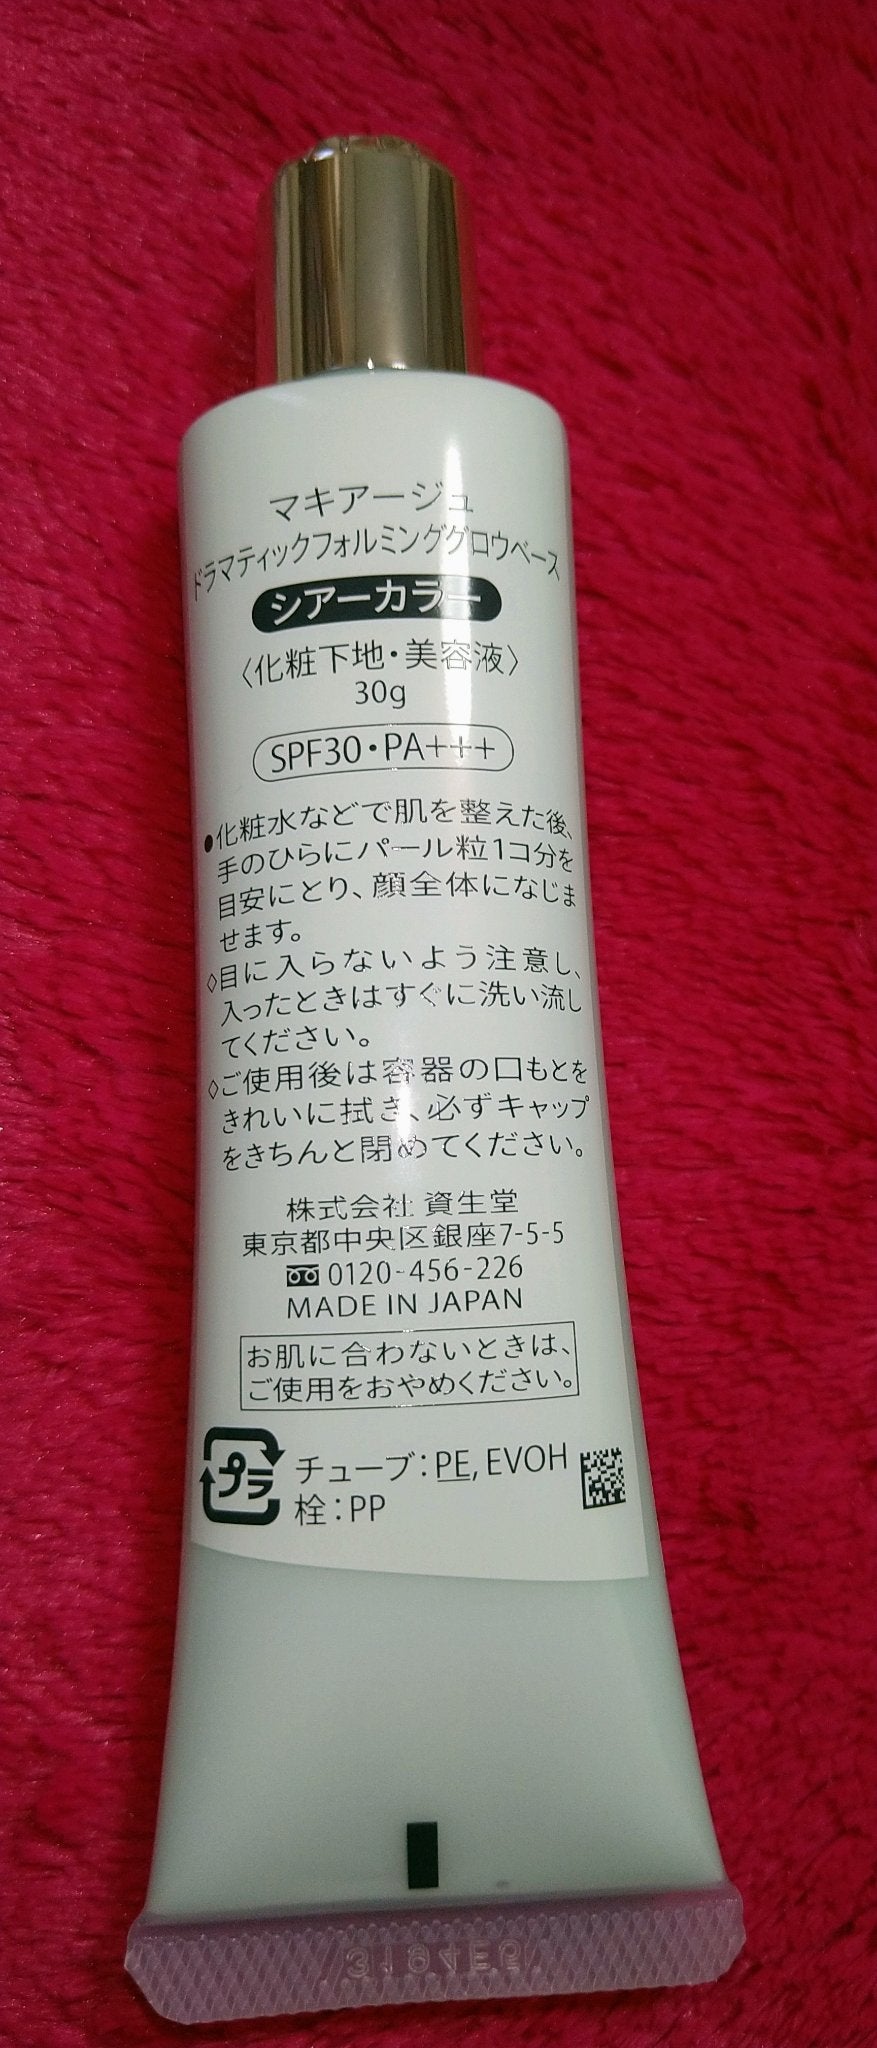 マキアージュ
ドラマティックフォルミンググロウベース
シアーカラー
〈化粧下地・美容液〉
30g
SPF30・PA+++
●化粧水などで肌を整えた後、
手のひらにパール粒1コ分を
目安にとり、顔全体になじま
せます。
◇目に入らないよう注意し、
入ったときはすぐに洗い流し
てください。
◇ご使用後は容器の口もとを
きれいに拭き、必ずキャップ
をきちんと閉めてください。
株式会社 資生堂
東京都中央区銀座7-5-5
0120-456-226
MADE IN JAPAN
お肌に合わないときは、
ご使用をおやめください。
プラ
チューブ：PE, EVOH
栓：PP